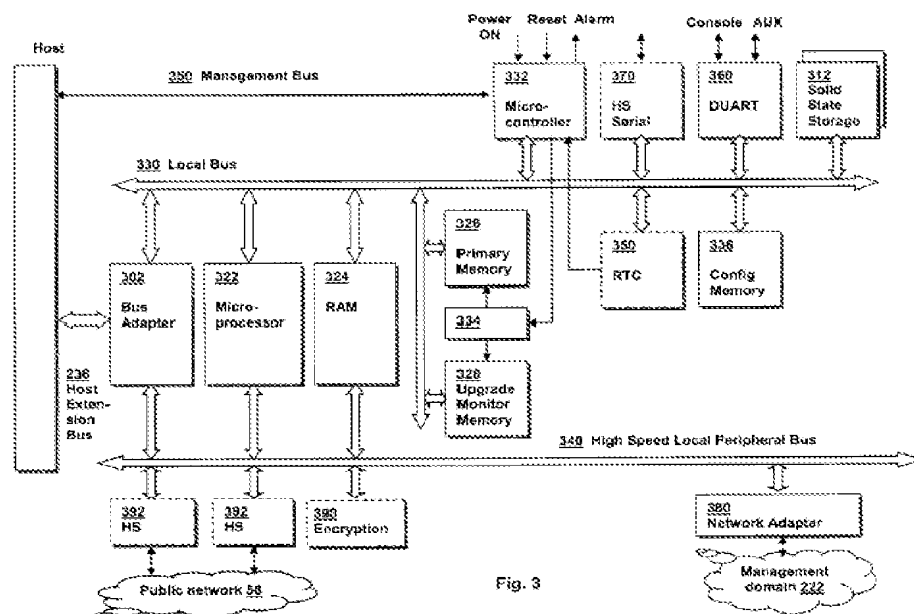 Power ON
Reset
Alarm
Console
AUX
Host
350 Management Bus
332 Micro-controller
370 HS Serial
360 DUART
312 Solid State Storage
330 Local Bus
302 Bus Adapter
322 Micro-processor
324 RAM
326 Primary Memory
334
328 Upgrade Monitor Memory
350 RTC
336 Config Memory
236 Host Exten-sion Bus
340 High Speed Local Peripheral Bus
392 HS
392 HS
390 Encryption
380 Network Adapter
Public network 58
Fig. 3
Management domain 222